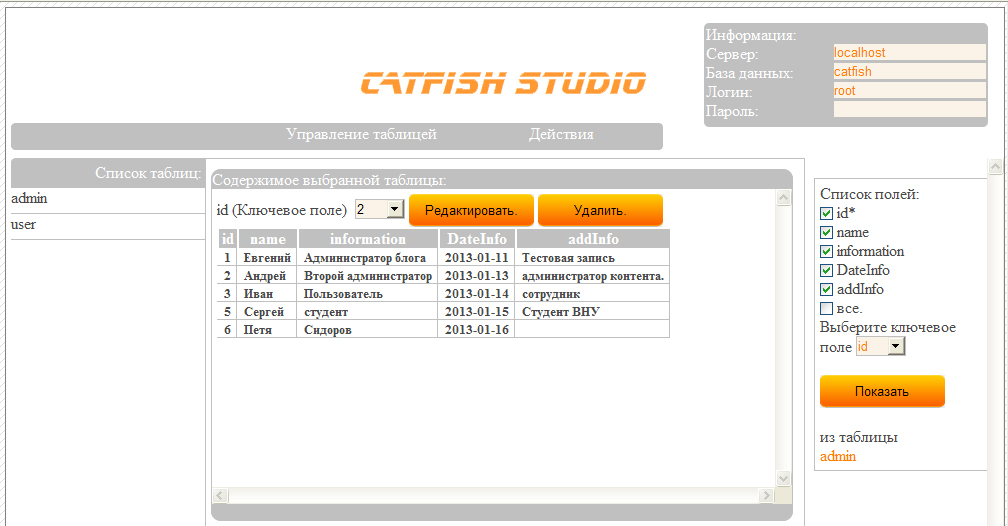 Информация:
Сервер: localhost
База данных: catfish
Логин: root
Пароль:
CATFISH STUDIO
Управление таблицей Действия
Список таблиц:
admin
user
Содержимое выбранной таблицы:
id (Ключевое поле) 2 Редактировать. Удалить.
id name information DateInfo addInfo
1 Евгений Администратор блога 2013-01-11 Тестовая запись
2 Андрей Второй администратор 2013-01-13 администратор контента.
3 Иван Пользователь 2013-01-14 сотрудник
5 Сергей студент 2013-01-15 Студент ВНУ
6 Петя Сидоров 2013-01-16
Список полей:
id*
name
information
DateInfo
addInfo
все.
Выберите ключевое
поле id
Показать
из таблицы
admin